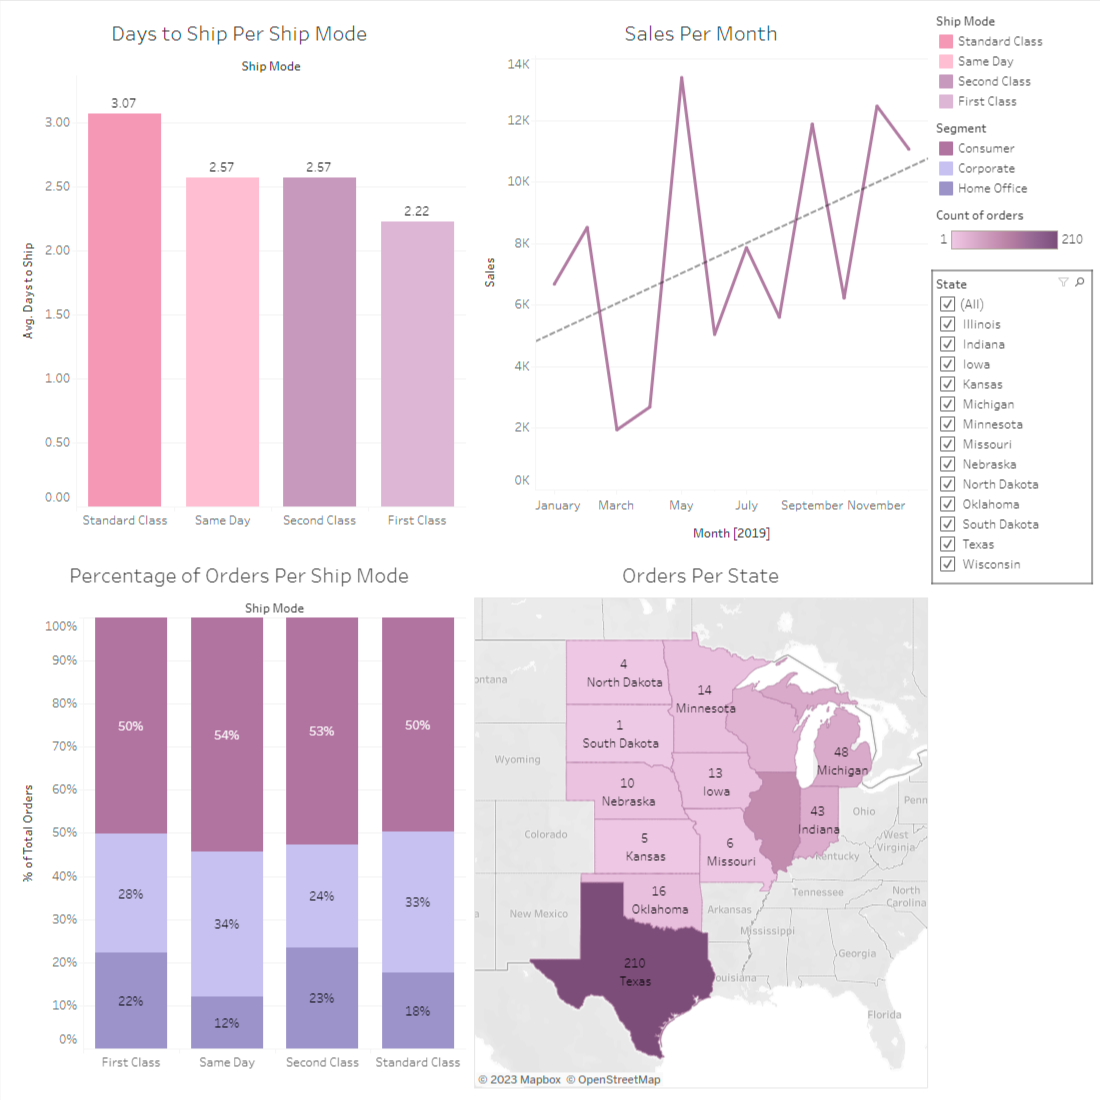 Days to Ship Per Ship Mode
Ship Mode
3.07
2.57
2.57
2.22
3.00
2.50
2.00
1.50
1.00
0.50
0.00
Avg. Days to Ship
Standard Class
Same Day
Second Class
First Class
Sales Per Month
14K
12K
10K
8K
6K
4K
2K
0K
Sales
January
March
May
July
September
November
Month [2019]
Ship Mode
Standard Class
Same Day
Second Class
First Class
Segment
Consumer
Corporate
Home Office
Count of orders
1
210
State
(All)
Illinois
Indiana
Iowa
Kansas
Michigan
Minnesota
Missouri
Nebraska
North Dakota
Oklahoma
South Dakota
Texas
Wisconsin
Percentage of Orders Per Ship Mode
Ship Mode
100%
90%
80%
70%
60%
50%
40%
30%
20%
10%
0%
% of Total Orders
50%
54%
53%
50%
28%
34%
24%
33%
22%
12%
23%
18%
First Class
Same Day
Second Class
Standard Class
Orders Per State
4
North Dakota
14
Minnesota
ontana
1
South Dakota
Wyoming
48
Michigan
10
Nebraska
13
Iowa
43
Indiana
Ohio
Penn
Colorado
5
Kansas
6
Missouri
West
Virginia
Kentucky
16
Oklahoma
Tennessee
North
Carolina
a
New Mexico
Arkansas
Mississippi
Georgia
210
Texas
ouisiana
Florida
© 2023 Mapbox © OpenStreetMap